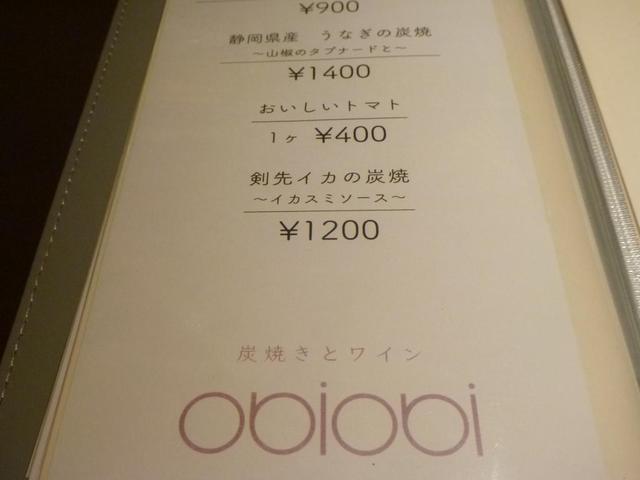 ¥900
静岡県産 うなぎの炭焼
～山椒のタプナードと～
¥1400
おいしいトマト
1ヶ ¥400
剣先イカの炭焼
～イカスミソース～
¥1200
炭焼きとワイン
obiobi